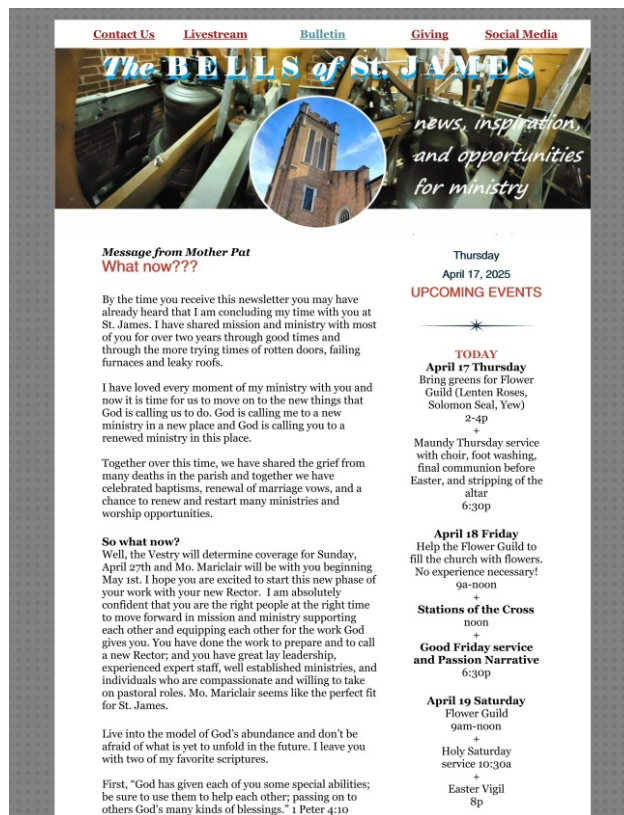 Contact Us Livestream Bulletin Giving Social Media
The BELLS of St. JAMES
news, inspiration,
and opportunities
for ministry
Message from Mother Pat
What now???
By the time you receive this newsletter you may have
already heard that I am concluding my time with you at
St. James. I have shared mission and ministry with most
of you for over two years through good times and
through the more trying times of rotten doors, failing
furnaces and leaky roofs.
I have loved every moment of my ministry with you and
now it is time for us to move on to the new things that
God is calling us to do. God is calling me to a new
ministry in a new place and God is calling you to a
renewed ministry in this place.
Together over this time, we have shared the grief from
many deaths in the parish and together we have
celebrated baptisms, renewal of marriage vows, and a
chance to renew and restart many ministries and
worship opportunities.
So what now?
Well, the Vestry will determine coverage for Sunday,
April 27th and Mo. Mariclair will be with you beginning
May 1st. I hope you are excited to start this new phase of
your work with your new Rector. I am absolutely
confident that you are the right people at the right time
to move forward in mission and ministry supporting
each other and equipping each other for the work God
gives you. You have done the work to prepare and to call
a new Rector; and you have great lay leadership,
experienced expert staff, well established ministries, and
individuals who are compassionate and willing to take
on pastoral roles. Mo. Mariclair seems like the perfect fit
for St. James.
Live into the model of God's abundance and don't be
afraid of what is yet to unfold in the future. I leave you
with two of my favorite scriptures.
First, "God has given each of you some special abilities;
be sure to use them to help each other; passing on to
others God's many kinds of blessings." 1 Peter 4:10
Thursday
April 17, 2025
UPCOMING EVENTS
TODAY
April 17 Thursday
Bring greens for Flower
Guild (Lenten Roses,
Solomon Seal, Yew)
2-4p
+
Maundy Thursday service
with choir, foot washing,
final communion before
Easter, and stripping of the
altar
6:30p
April 18 Friday
Help the Flower Guild to
fill the church with flowers.
No experience necessary!
9a-noon
+
Stations of the Cross
noon
+
Good Friday service
and Passion Narrative
6:30p
April 19 Saturday
Flower Guild
9am-noon
+
Holy Saturday
service 10:30a
+
Easter Vigil
8p